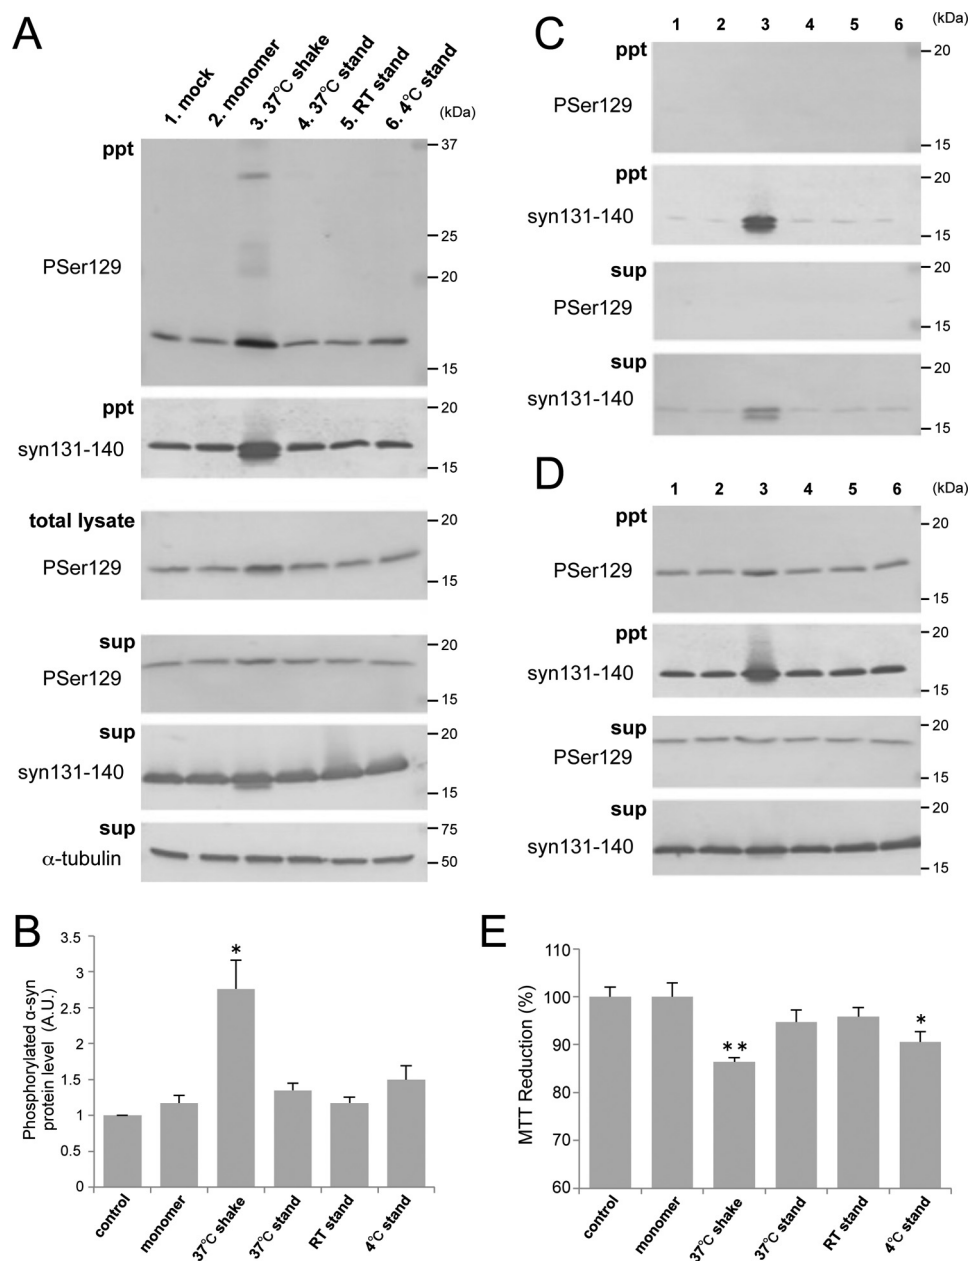 A
1. mock
2. monomer
3. 37℃ shake
4. 37℃ stand
5. RT stand
6. 4℃ stand
(kDa)
ppt
PSer129
37
25
20
15
ppt
syn131-140
20
15
total lysate
PSer129
20
15
sup
PSer129
20
15
sup
syn131-140
20
15
sup
α-tubulin
75
50
B
Phosphorylated α-syn
protein level (A.U.)
3.5
3
2.5
2
1.5
1
0.5
0
*
control
monomer
37℃ shake
37℃ stand
RT stand
4℃ stand
C
1 2 3 4 5 6 (kDa)
ppt
PSer129
20
15
ppt
syn131-140
20
15
sup
PSer129
20
15
sup
syn131-140
20
15
D
1 2 3 4 5 6 (kDa)
ppt
PSer129
20
15
ppt
syn131-140
20
15
sup
PSer129
20
15
sup
syn131-140
20
15
E
MTT Reduction (%)
110
100
90
80
70
60
**
*
control
monomer
37℃ shake
37℃ stand
RT stand
4℃ stand